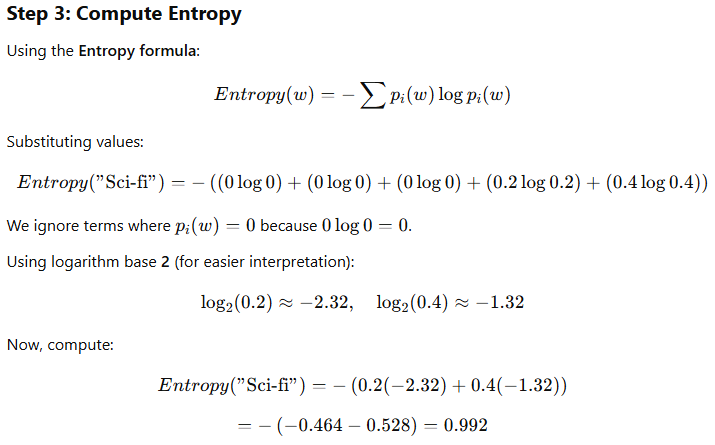 Step 3: Compute Entropy
Using the Entropy formula:
Entropy(w) = − ∑ pᵢ(w) log pᵢ(w)
Substituting values:
Entropy(”Sci-fi”) = − ((0 log 0) + (0 log 0) + (0 log 0) + (0.2 log 0.2) + (0.4 log 0.4))
We ignore terms where pᵢ(w) = 0 because 0 log 0 = 0.
Using logarithm base 2 (for easier interpretation):
log₂(0.2) ≈ −2.32, log₂(0.4) ≈ −1.32
Now, compute:
Entropy(”Sci-fi”) = − (0.2(−2.32) + 0.4(−1.32))
= − (−0.464 − 0.528) = 0.992